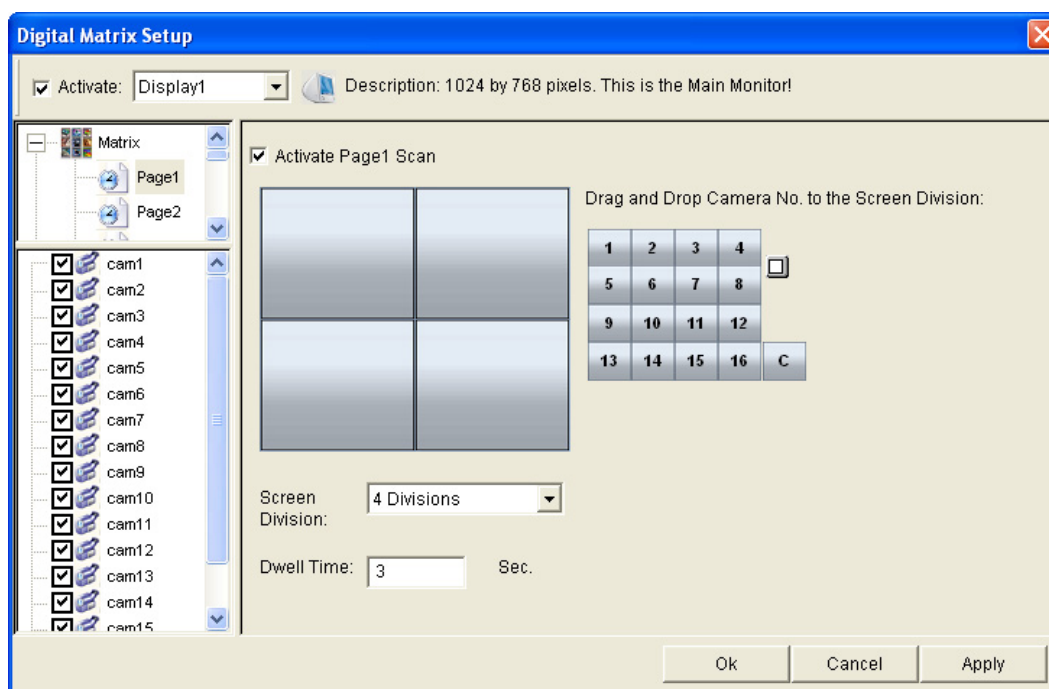 Digital Matrix Setup
Activate: Display1 Description: 1024 by 768 pixels. This is the Main Monitor!
Matrix
Page1
Page2
Activate Page1 Scan
Drag and Drop Camera No. to the Screen Division:
1 2 3 4
5 6 7 8
9 10 11 12
13 14 15 16 C
cam1
cam2
cam3
cam4
cam5
cam6
cam7
cam8
cam9
cam10
cam11
cam12
cam13
cam14
cam15
Screen Division: 4 Divisions
Dwell Time: 3 Sec.
Ok Cancel Apply